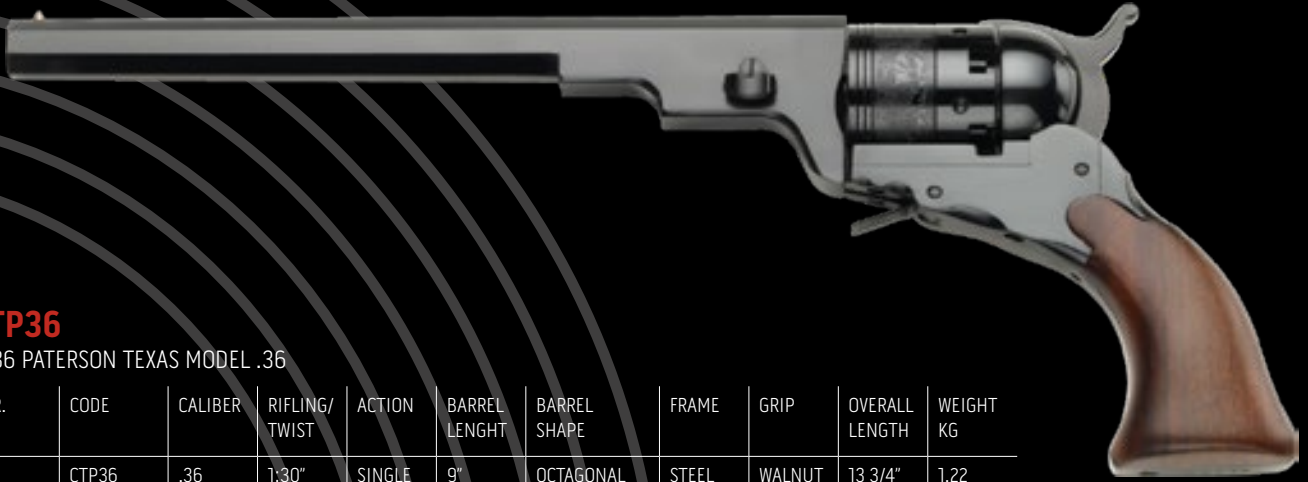 TP36
36 PATERSON TEXAS MODEL .36
CODE CALIBER RIFLING/ ACTION BARREL BARREL FRAME GRIP OVERALL WEIGHT
TWIST LENGHT SHAPE LENGTH KG
CTP36 .36 1:30" SINGLE 9" OCTAGONAL STEEL WALNUT 13 3/4" 1,22